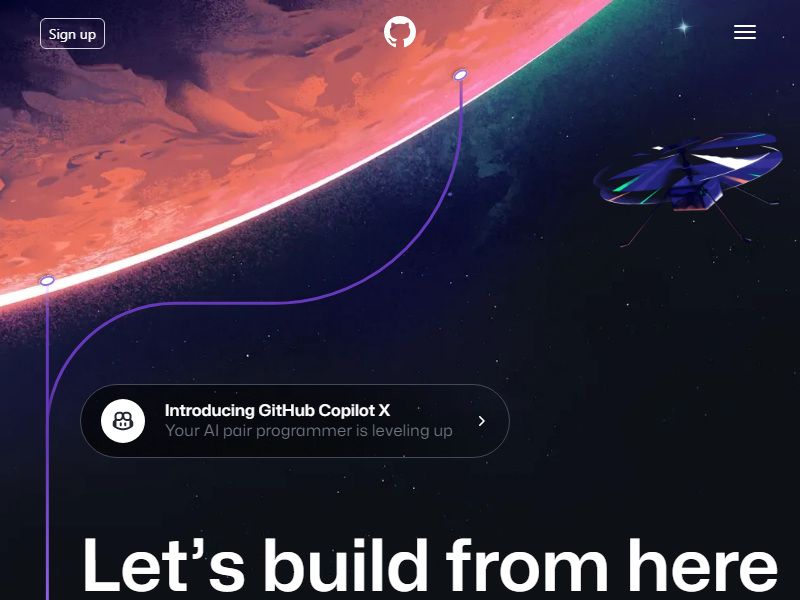 Sign up
Introducing GitHub Copilot X
Your AI pair programmer is leveling up
Let’s build from here